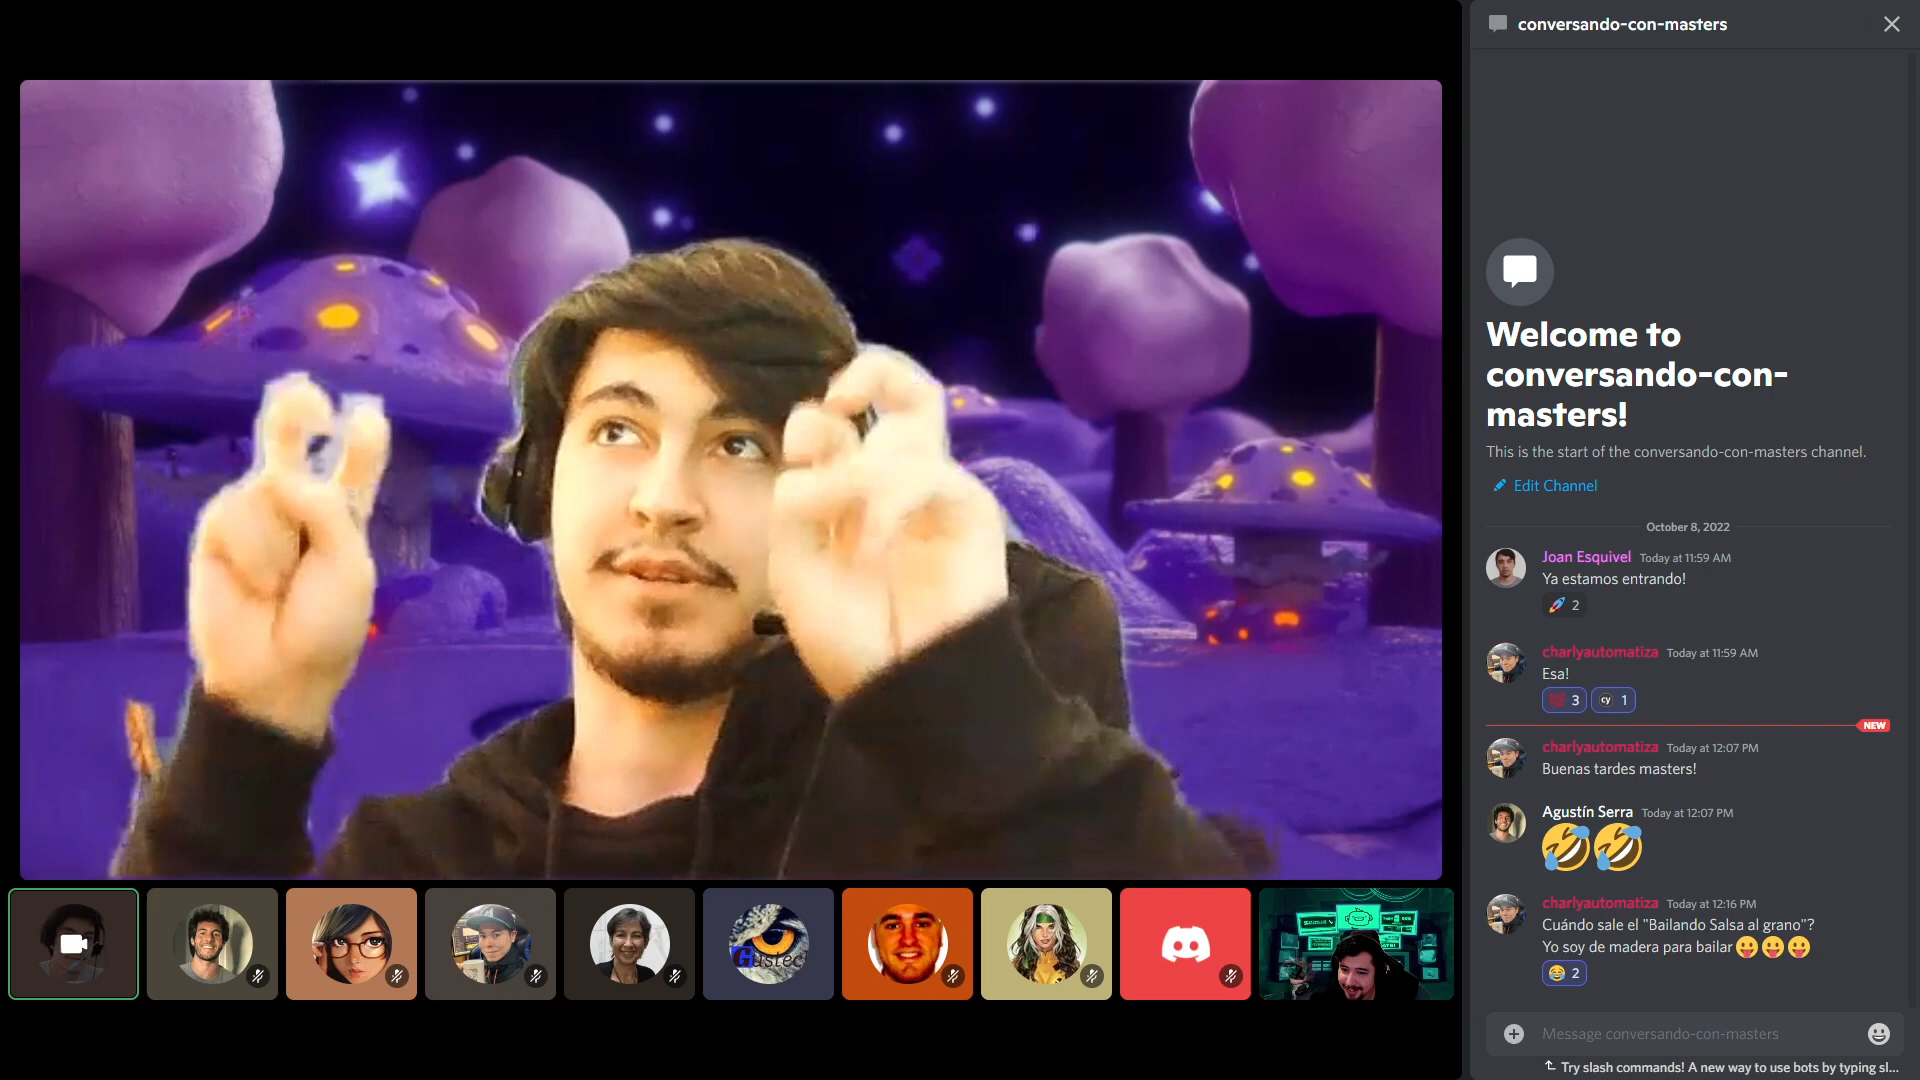 conversando-con-masters
Welcome to
conversando-con-
masters!
This is the start of the conversando-con-masters channel.
Edit Channel
October 8, 2022
Joan Esquivel Today at 11:59 AM
Ya estamos entrando!
2
charlyautomatiza Today at 11:59 AM
Esa!
3 cy 1
NEW
charlyautomatiza Today at 12:07 PM
Buenas tardes masters!
Agustín Serra Today at 12:07 PM
🤣🤣
charlyautomatiza Today at 12:16 PM
Cuándo sale el "Bailando Salsa al grano"?
Yo soy de madera para bailar😛😛😛
😂 2
Message conversando-con-masters
Try slash commands! A new way to use bots by typing sl...